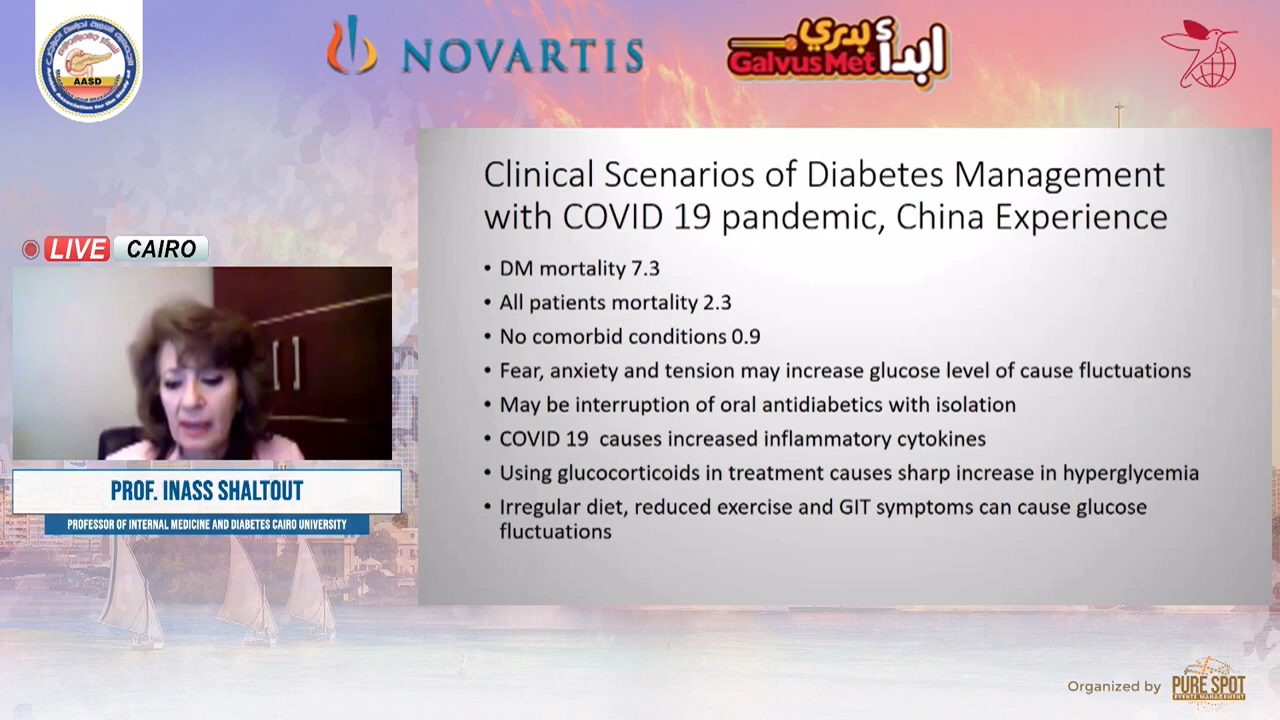 AASD
NOVARTIS
ابدأ بدري
GalvusMet
Clinical Scenarios of Diabetes Management
with COVID 19 pandemic, China Experience
• DM mortality 7.3
• All patients mortality 2.3
• No comorbid conditions 0.9
• Fear, anxiety and tension may increase glucose level of cause fluctuations
• May be interruption of oral antidiabetics with isolation
• COVID 19 causes increased inflammatory cytokines
• Using glucocorticoids in treatment causes sharp increase in hyperglycemia
• Irregular diet, reduced exercise and GIT symptoms can cause glucose
fluctuations
LIVE CAIRO
PROF. INASS SHALTOUT
PROFESSOR OF INTERNAL MEDICINE AND DIABETES CAIRO UNIVERSITY
Organized by PURE SPOT
EVENTS MANAGEMENT